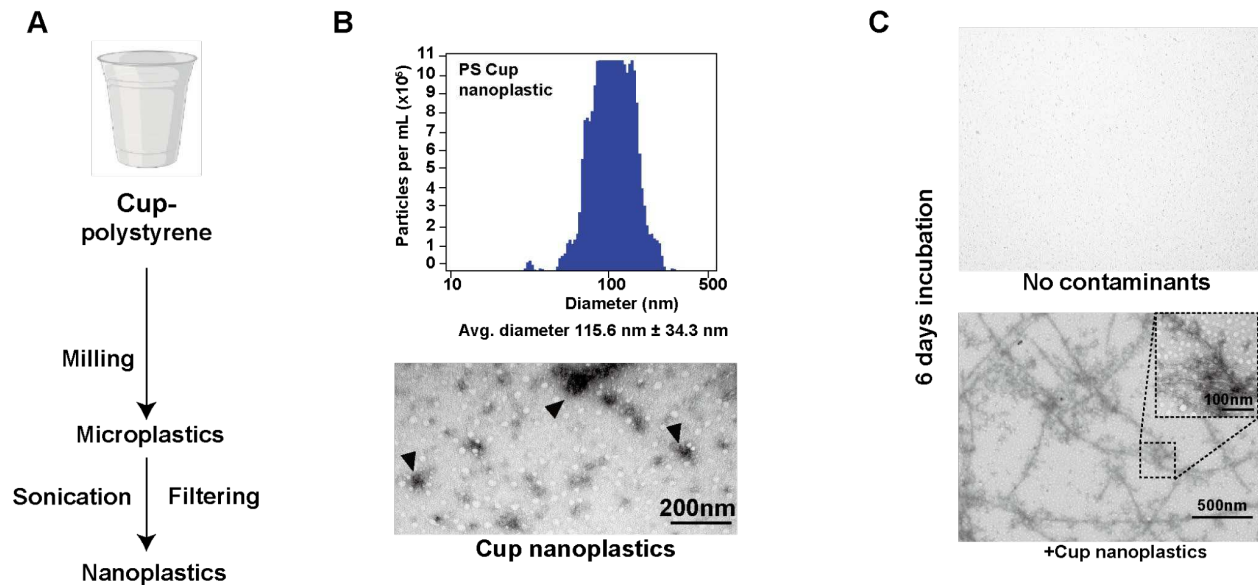 A
Cup-
polystyrene
Milling
Microplastics
Sonication Filtering
Nanoplastics
B
PS Cup
nanoplastic
Particles per mL (x10⁶)
11
10
9
8
7
6
5
4
3
2
1
0
10 100 500
Diameter (nm)
Avg. diameter 115.6 nm ± 34.3 nm
200nm
Cup nanoplastics
C
6 days incubation
No contaminants
100nm
500nm
+Cup nanoplastics